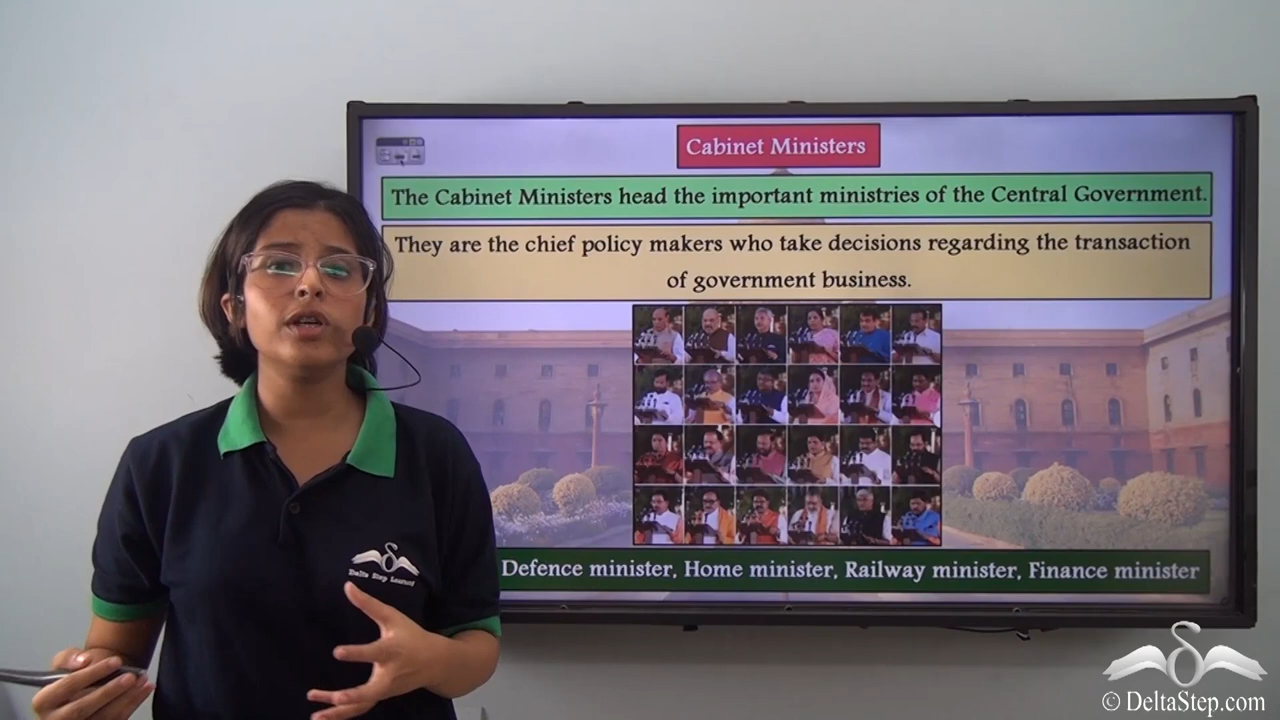 Cabinet Ministers
The Cabinet Ministers head the important ministries of the Central Government.
They are the chief policy makers who take decisions regarding the transaction
of government business.
Defence minister, Home minister, Railway minister, Finance minister
Delta Step Learning
© DeltaStep.com